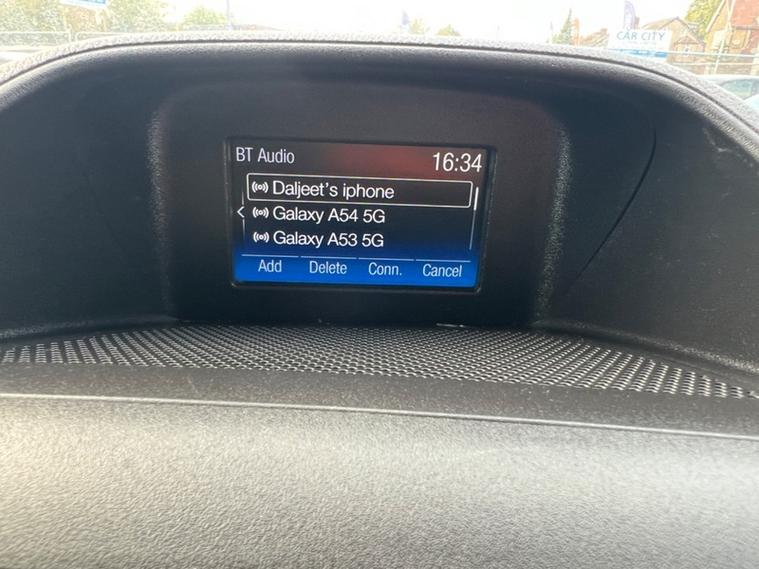 CAR CITY
BT Audio 16:34
Daljeet's iphone
Galaxy A54 5G
Galaxy A53 5G
Add Delete Conn. Cancel